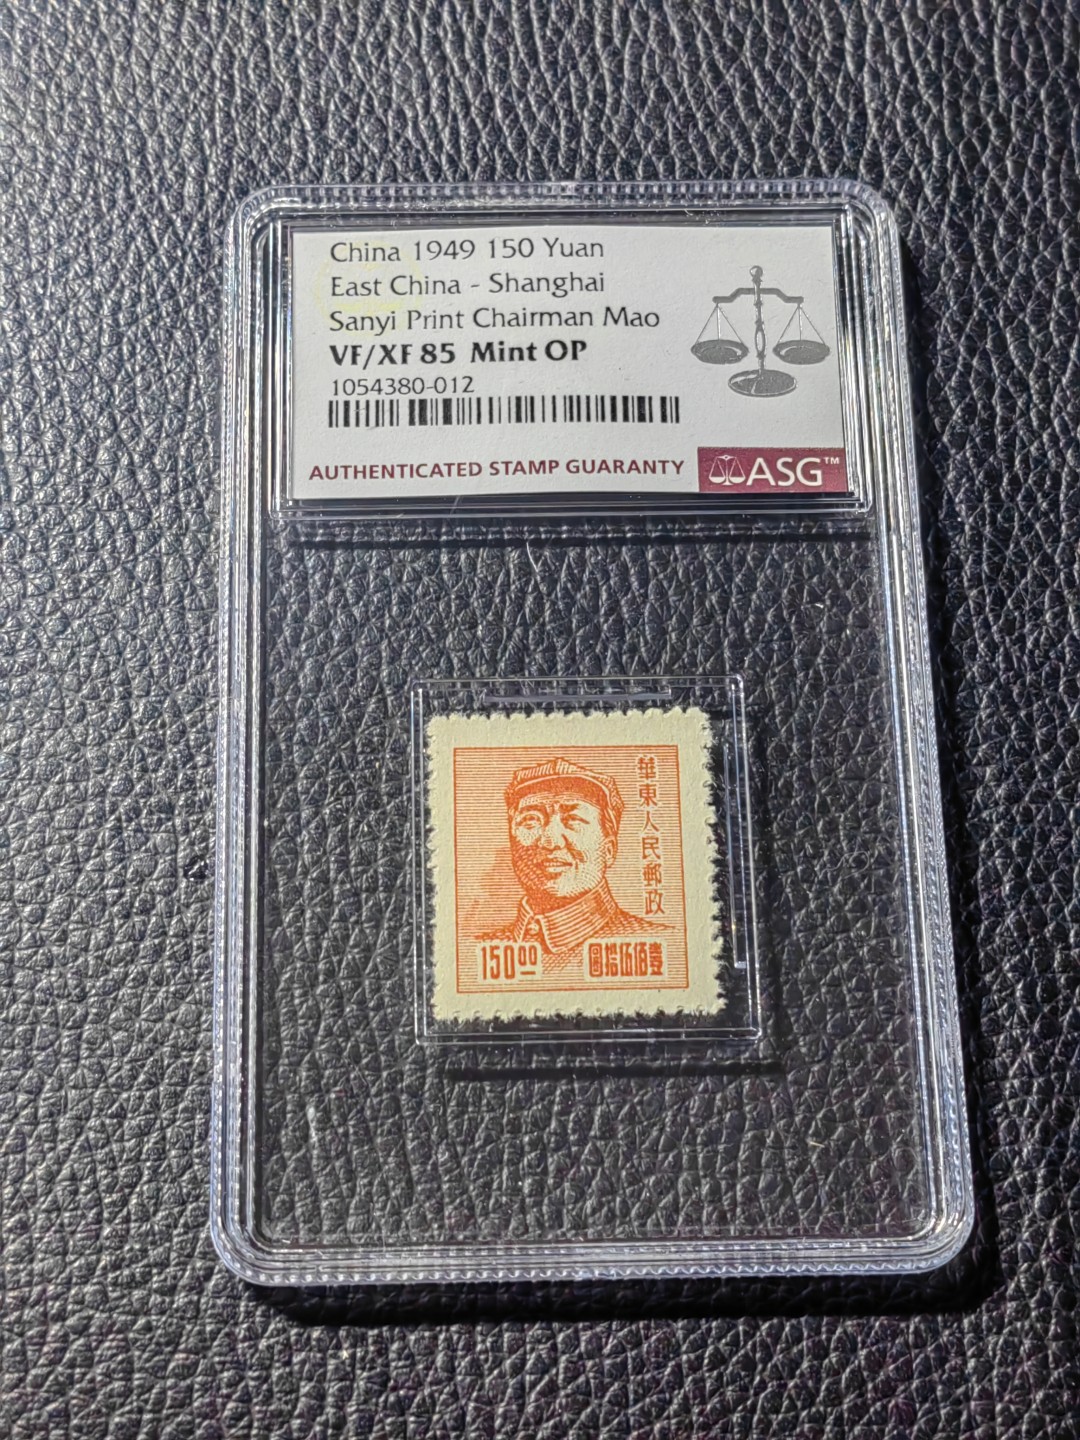 China 1949 150 Yuan
East China - Shanghai
Sanyi Print Chairman Mao
VF/XF 85 Mint OP
1054380-012
AUTHENTICATED STAMP GUARANTY
ASG™
華東人民郵政
150.00
圓拾伍佰壹